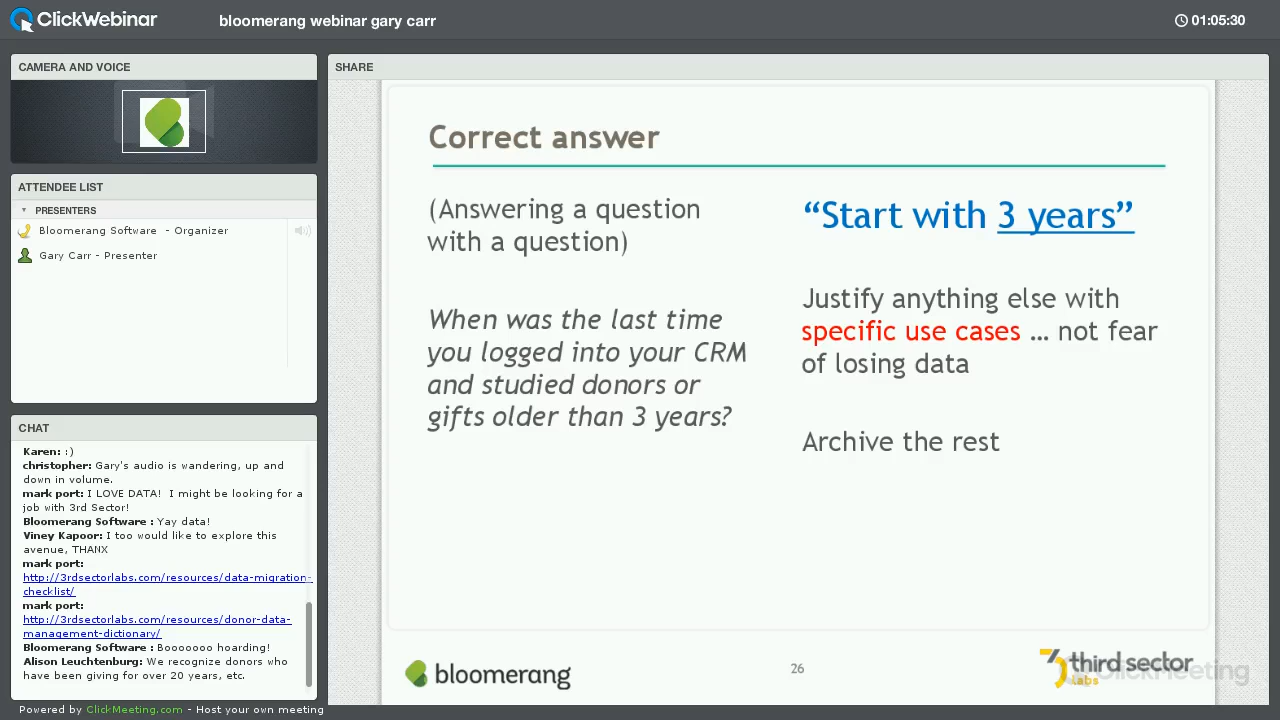 ClickWebinar
bloomerang webinar gary carr
01:05:30
CAMERA AND VOICE
ATTENDEE LIST
PRESENTERS
Bloomerang Software - Organizer
Gary Carr - Presenter
CHAT
Karen: :)
christopher: Gary's audio is wandering, up and
down in volume.
mark port: I LOVE DATA! I might be looking for a
job with 3rd Sector!
Bloomerang Software : Yay data!
Viney Kapoor: I too would like to explore this
avenue, THANX
mark port:
http://3rdsectorlabs.com/resources/data-migration-
checklist/
mark port:
http://3rdsectorlabs.com/resources/donor-data-
management-dictionary/
Bloomerang Software : Booooooo hoarding!
Alison Leuchtenburg: We recognize donors who
have been giving for over 20 years, etc.
Powered by ClickMeeting.com - Host your own meeting
SHARE
Correct answer
(Answering a question
with a question)
When was the last time
you logged into your CRM
and studied donors or
gifts older than 3 years?
“Start with 3 years”
Justify anything else with
specific use cases … not fear
of losing data
Archive the rest
bloomerang
26
third sector
labs
ClickMeeting